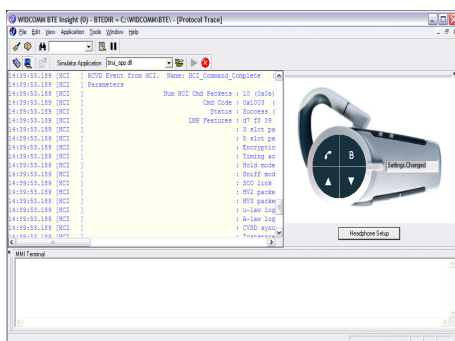 WIDCOMM BTE Insight (0) - BTEDIR = C:\WIDCOMM\BTE\ - [Protocol Trace]
File Edit View Application Tools Window Help
Simulator Application btui_app.dll
14:39:53.189 [HCI ] RCVD Event from HCI. Name: HCI_Command_Complete
14:39:53.189 [HCI ] Parameters
14:39:53.189 [HCI ] Num HCI Cmd Packets : 10 (0x0a)
14:39:53.189 [HCI ] Cmd Code : 0x1003 (
14:39:53.189 [HCI ] Status : Success (
14:39:53.189 [HCI ] LMP Features : d7 f8 09
14:39:53.189 [HCI ] : 3 slot pa
14:39:53.189 [HCI ] : 5 slot pa
14:39:53.189 [HCI ] : Encryptio
14:39:53.189 [HCI ] : Timing ac
14:39:53.189 [HCI ] : Hold mode
14:39:53.189 [HCI ] : Sniff mod
14:39:53.189 [HCI ] : SCO link
14:39:53.189 [HCI ] : HV2 packe
14:39:53.189 [HCI ] : HV3 packe
14:39:53.189 [HCI ] : u-law log
14:39:53.189 [HCI ] : A-law log
14:39:53.189 [HCI ] : CVSD sync
14:39:53.189 [HCI ] : Transpare
B
Settings Changed
Headphone Setup
MMI Terminal